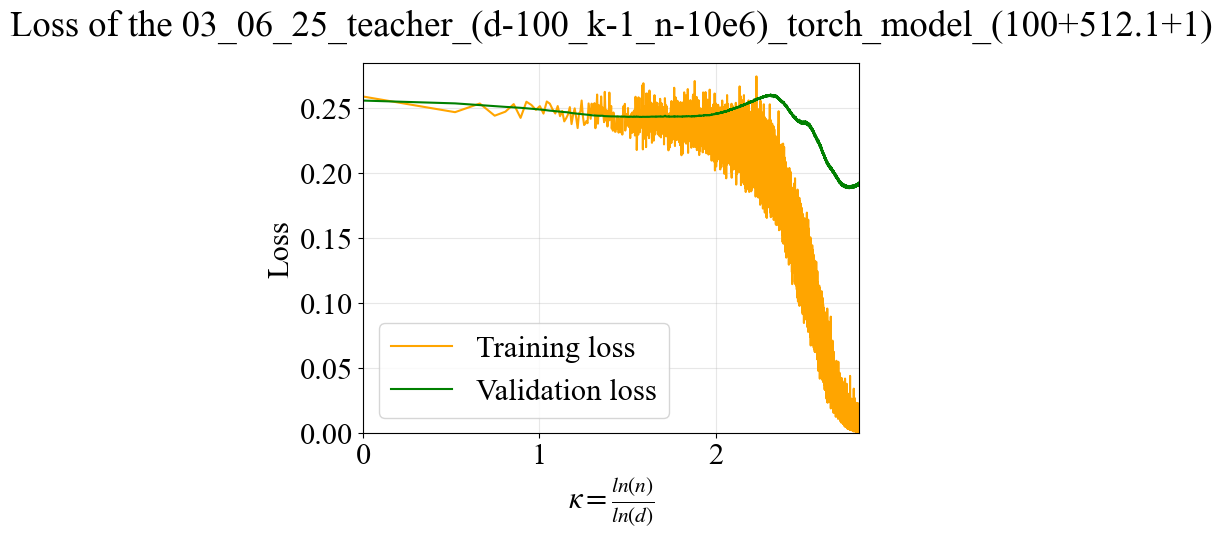 Loss of the 03_06_25_teacher_(d-100_k-1_n-10e6)_torch_model_(100+512.1+1)
0.25
0.20
0.15
0.10
0.05
0.00
Loss
Training loss
Validation loss
0 1 2
κ = ln(n)/ln(d)